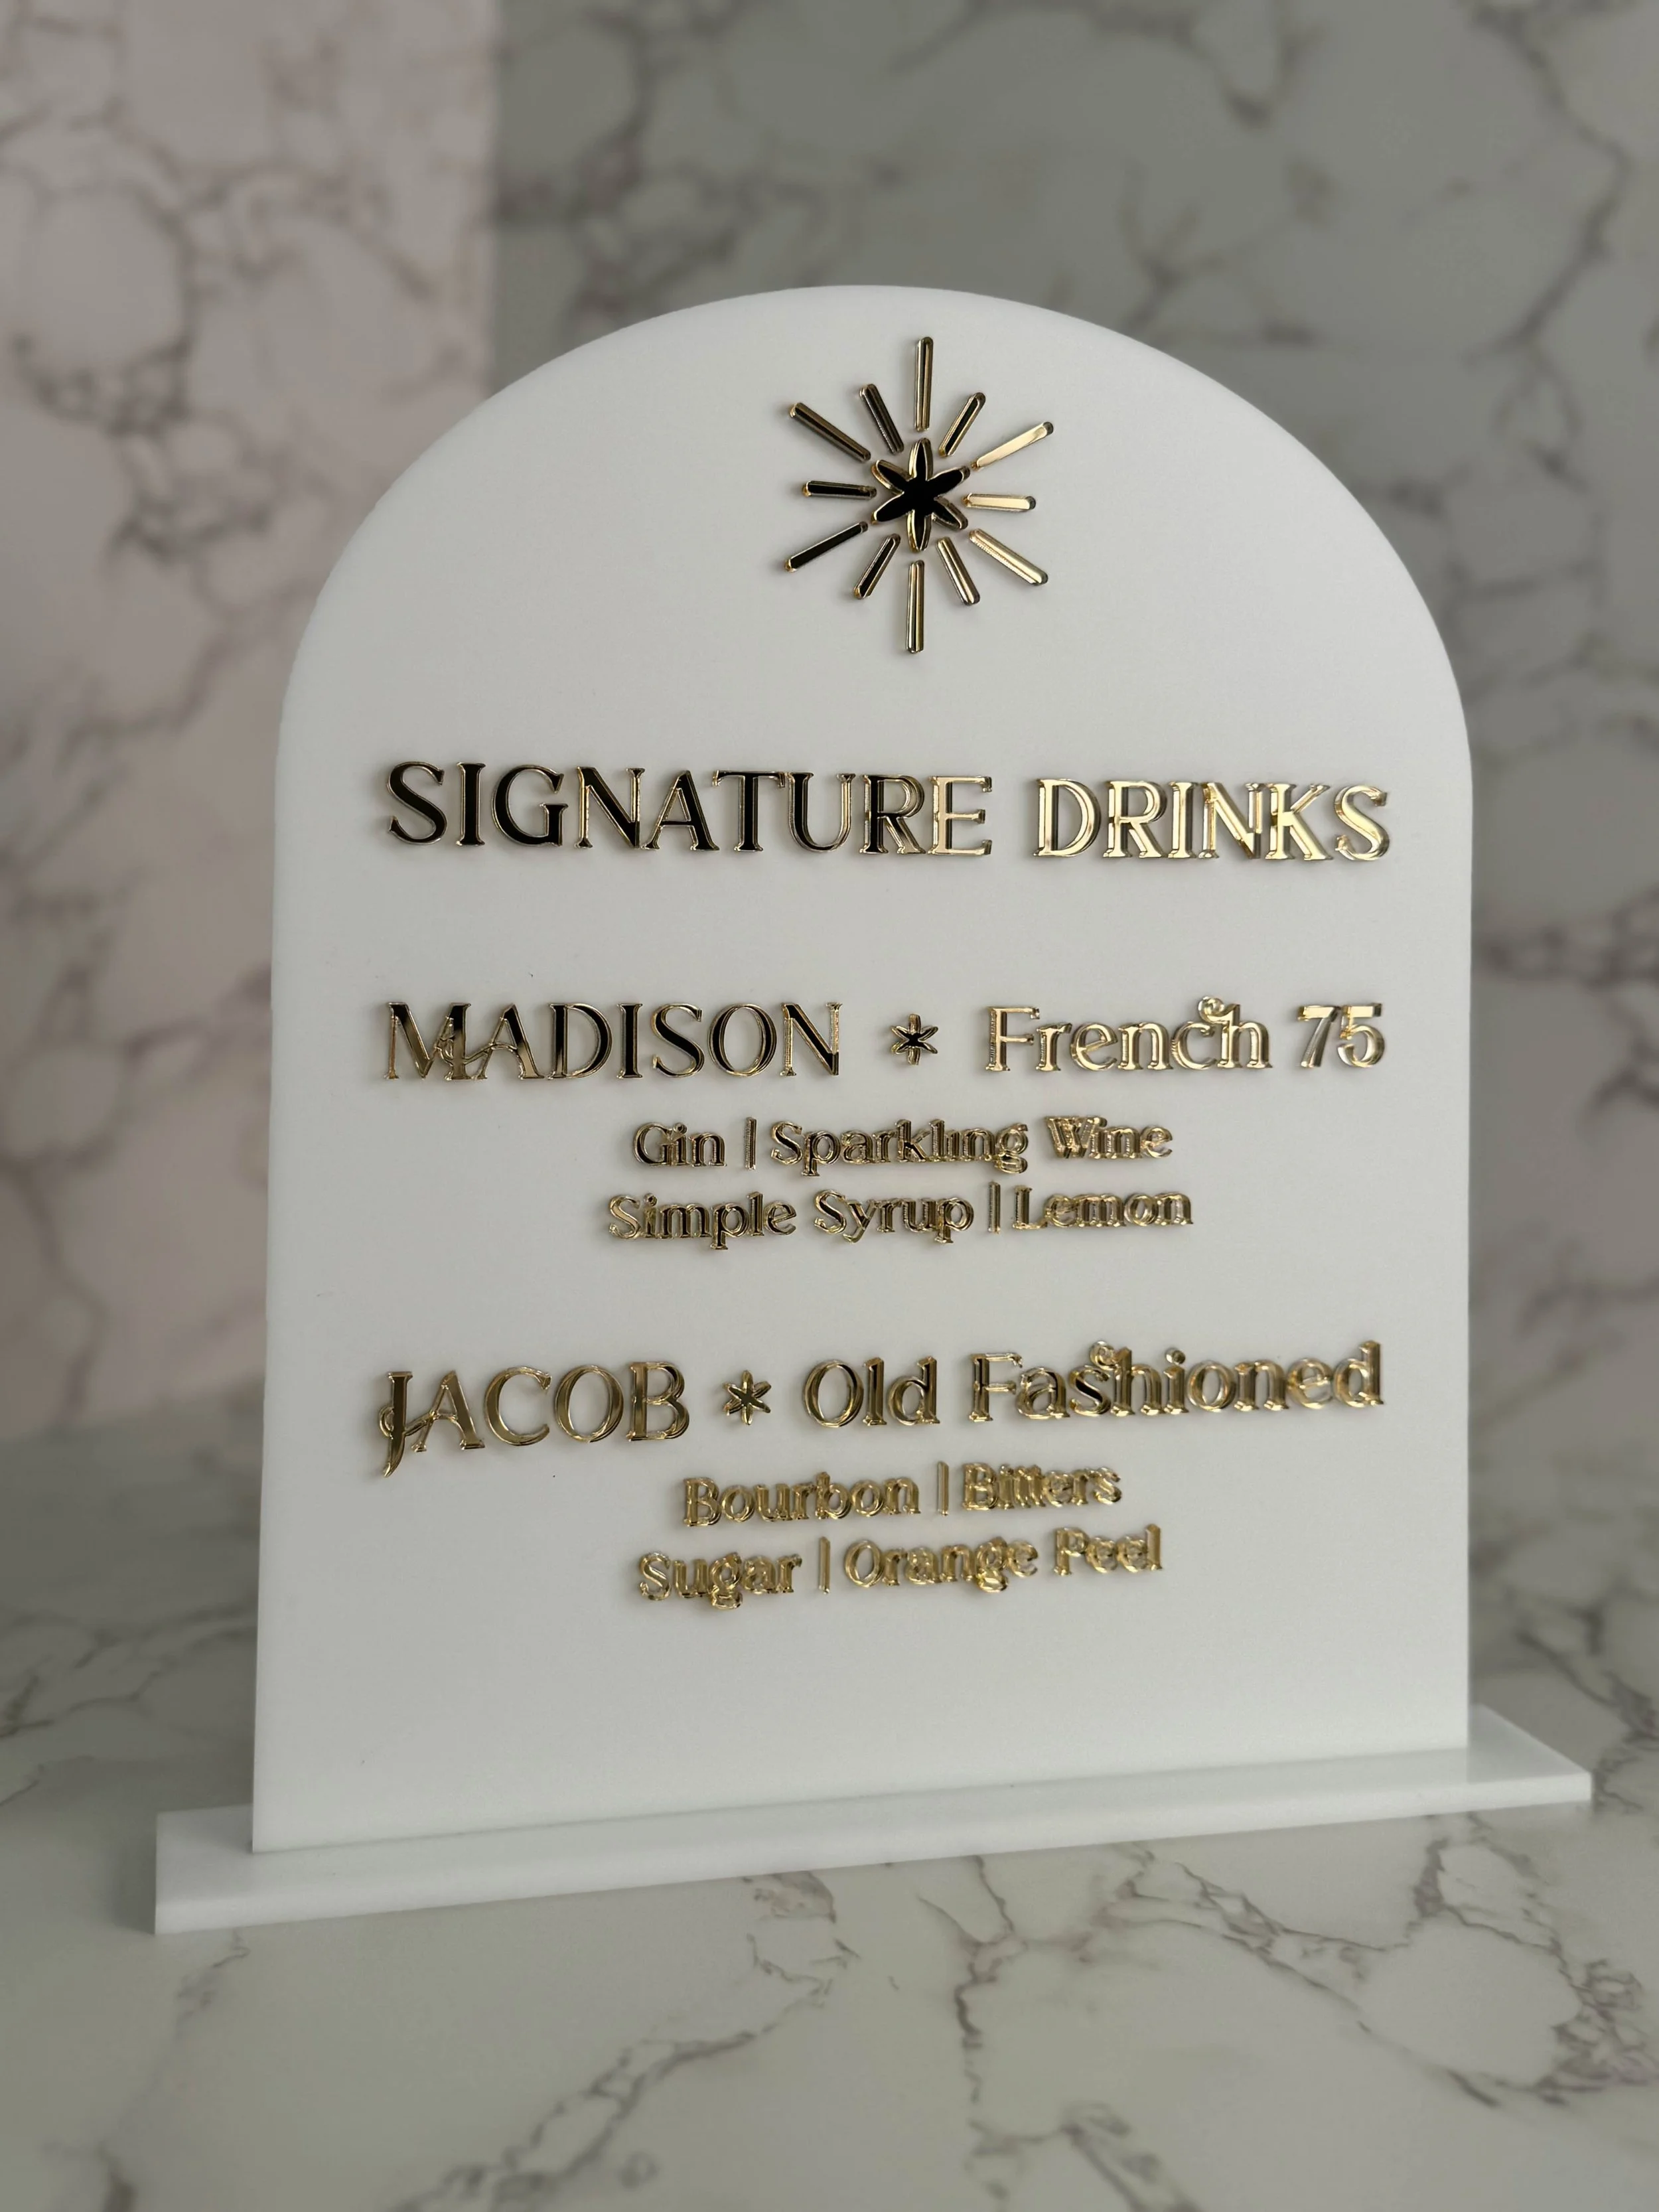 SIGNATURE DRINKS
MADISON * French 75
Gin | Sparkling Wine
Simple Syrup | Lemon
JACOB * Old Fashioned
Bourbon | Bitters
Sugar | Orange Peel